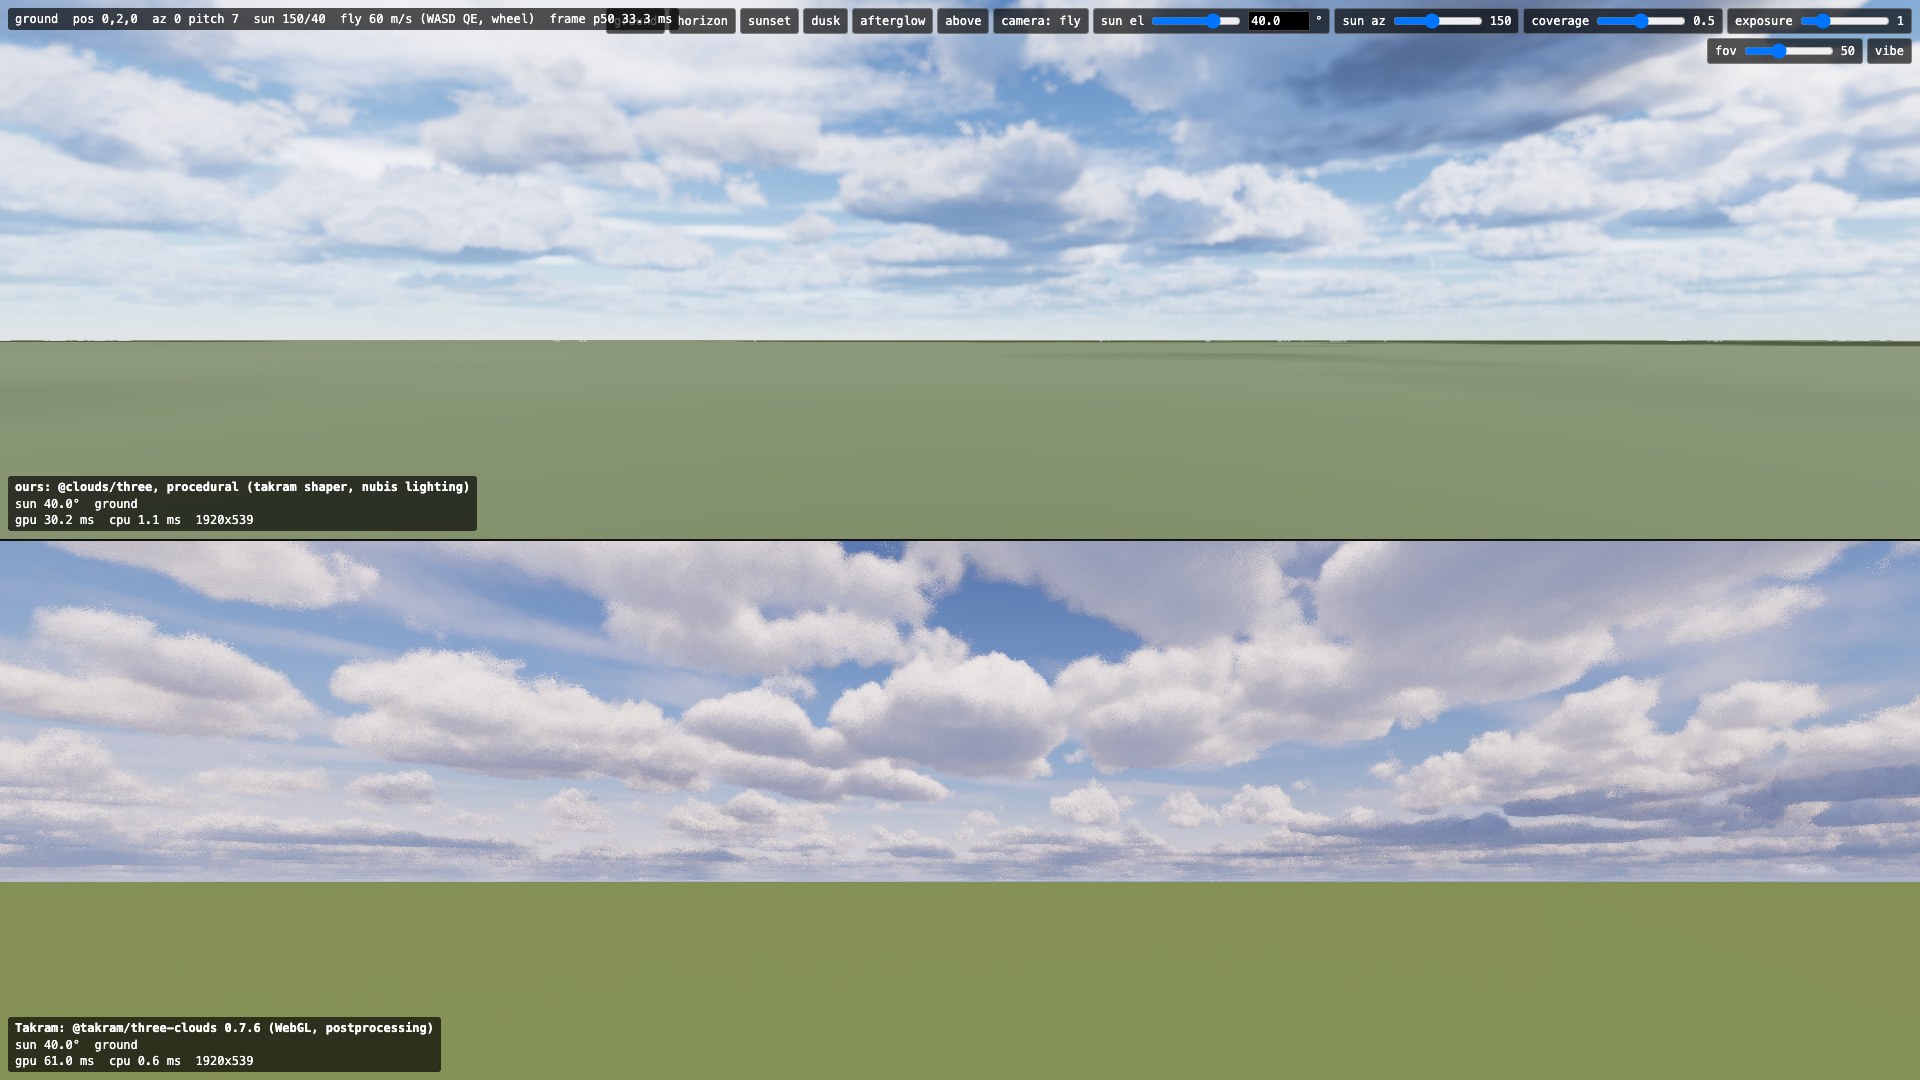 ground pos 0,2,0 az 0 pitch 7 sun 150/40 fly 60 m/s (WASD QE, wheel) frame p50 33.3 ms
horizon sunset dusk afterglow above camera: fly sun el 40.0 ° sun az 150 coverage 0.5 exposure 1
fov 50 vibe
ours: @clouds/three, procedural (takram shaper, nubis lighting)
sun 40.0° ground
gpu 30.2 ms cpu 1.1 ms 1920x539
Takram: @takram/three-clouds 0.7.6 (WebGL, postprocessing)
sun 40.0° ground
gpu 61.0 ms cpu 0.6 ms 1920x539